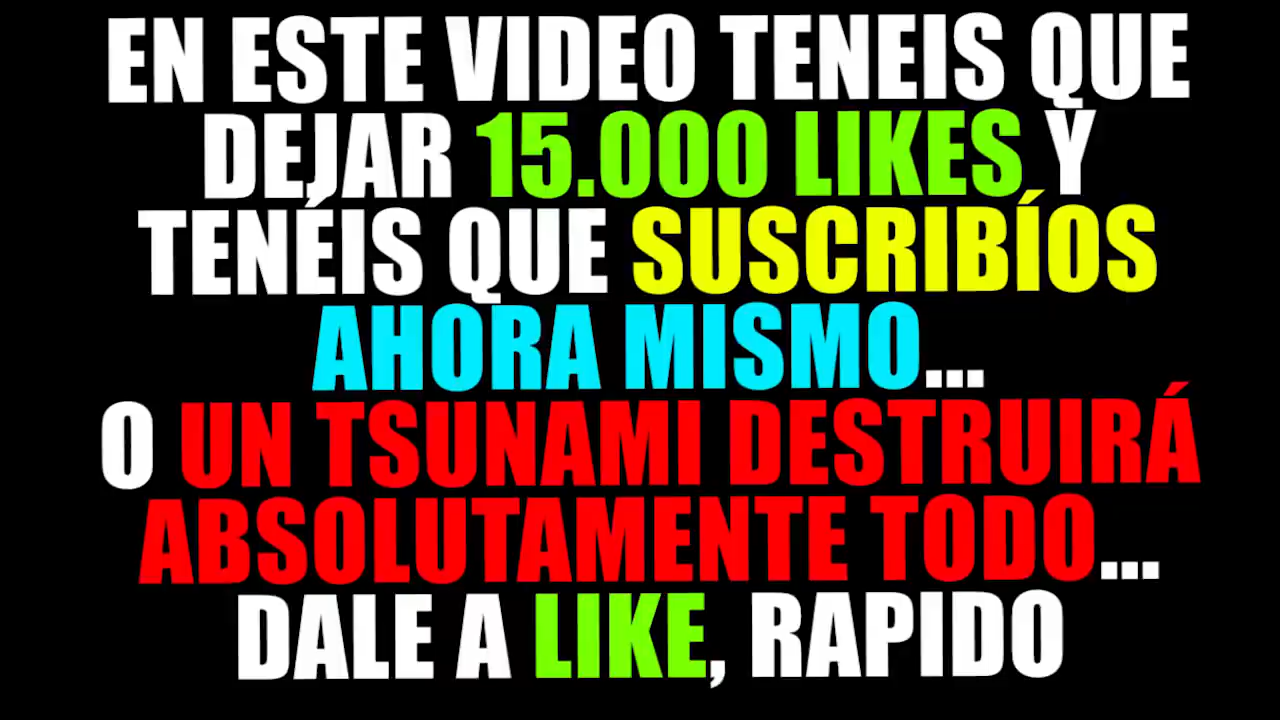 EN ESTE VIDEO TENEIS QUE
DEJAR 15.000 LIKES Y
TENÉIS QUE SUSCRIBÍOS
AHORA MISMO...
O UN TSUNAMI DESTRUIRÁ
ABSOLUTAMENTE TODO...
DALE A LIKE, RAPIDO